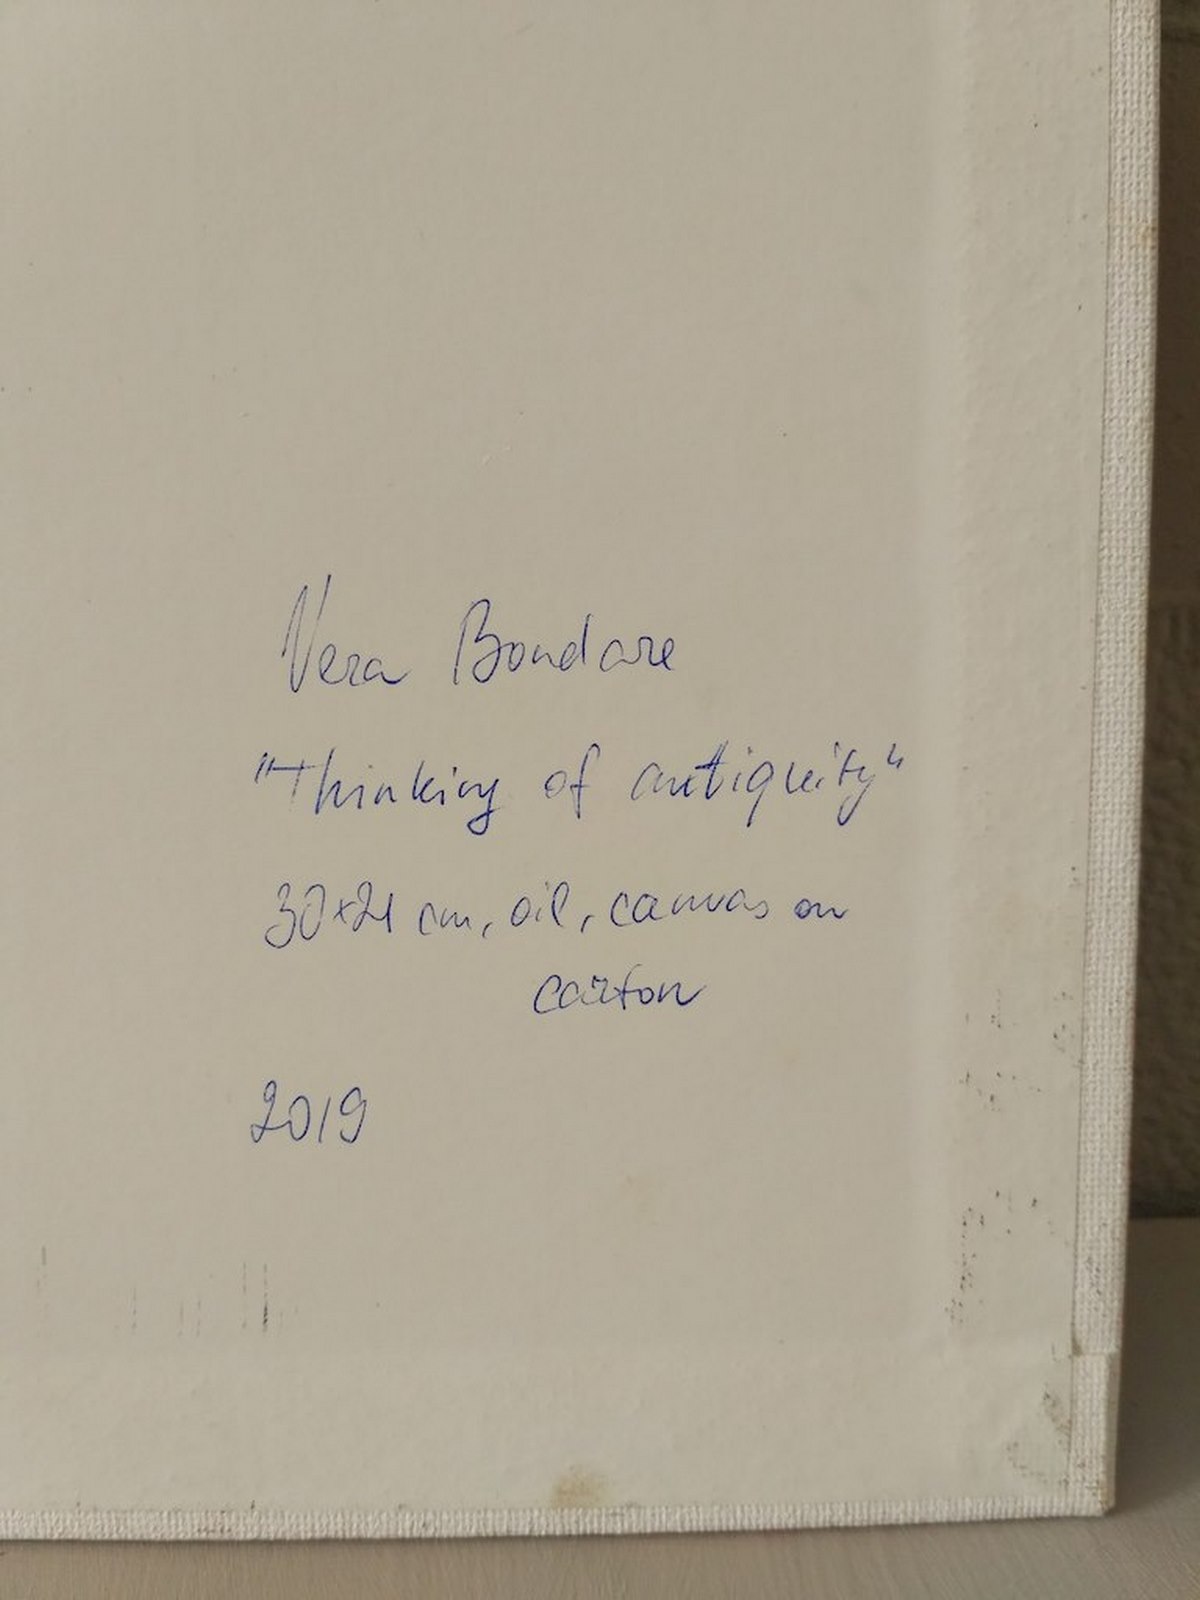 Vera Bondare
"Thinking of antiquity"
30x21 cm, oil, canvas on
carton
2019